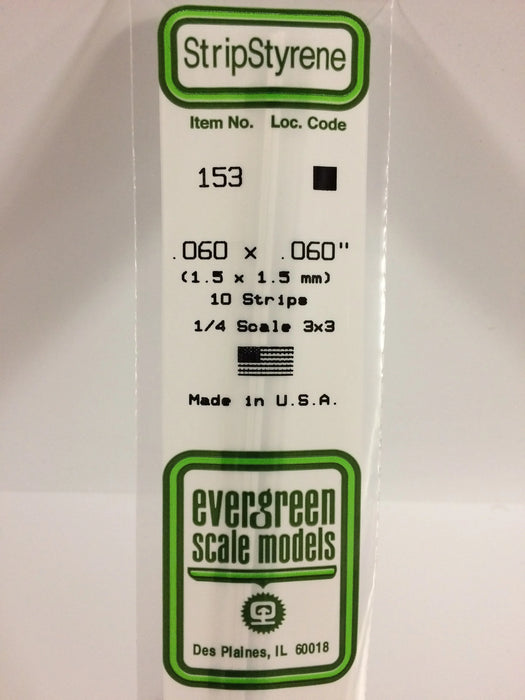 StripStyrene
Item No. Loc. Code
153
.060 x .060"
(1.5 x 1.5 mm)
10 Strips
1/4 Scale 3x3
Made in U.S.A.
evergreen
scale models
Des Plaines, IL 60018